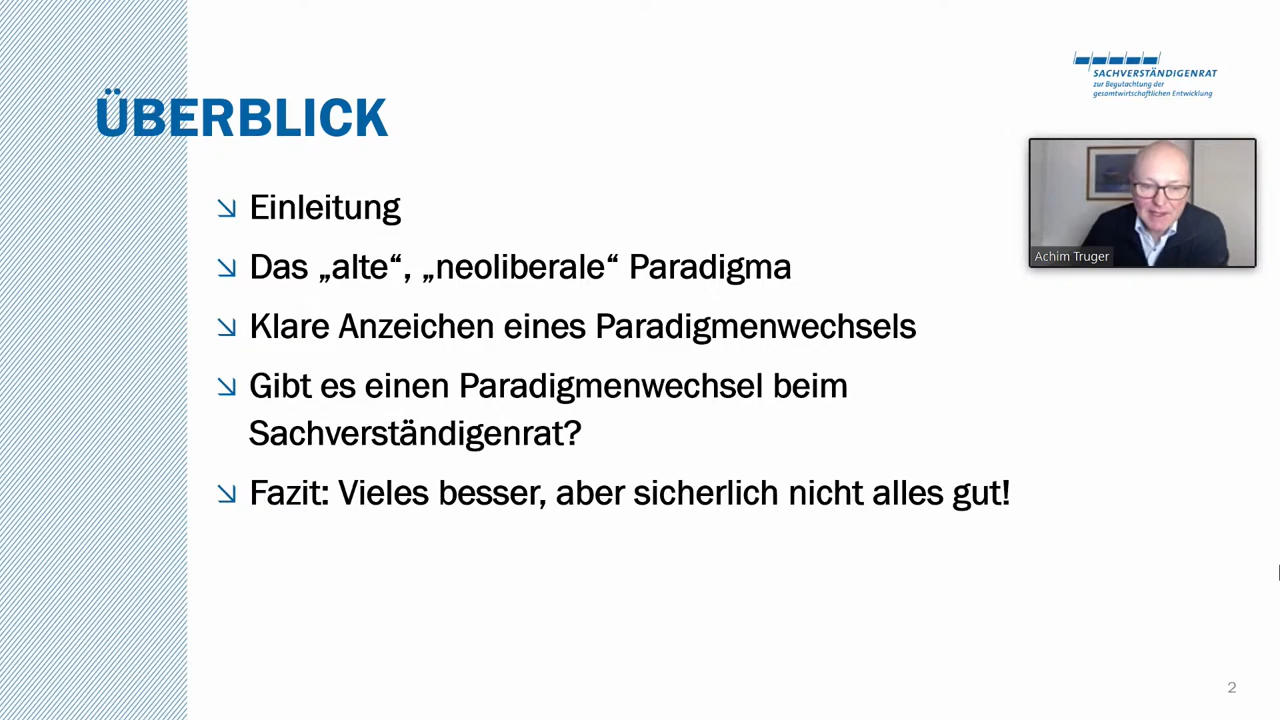 SACHVERSTÄNDIGENRAT
zur Begutachtung der
gesamtwirtschaftlichen Entwicklung
ÜBERBLICK
Einleitung
Das „alte“, „neoliberale“ Paradigma
Klare Anzeichen eines Paradigmenwechsels
Gibt es einen Paradigmenwechsel beim
Sachverständigenrat?
Fazit: Vieles besser, aber sicherlich nicht alles gut!
Achim Truger
2